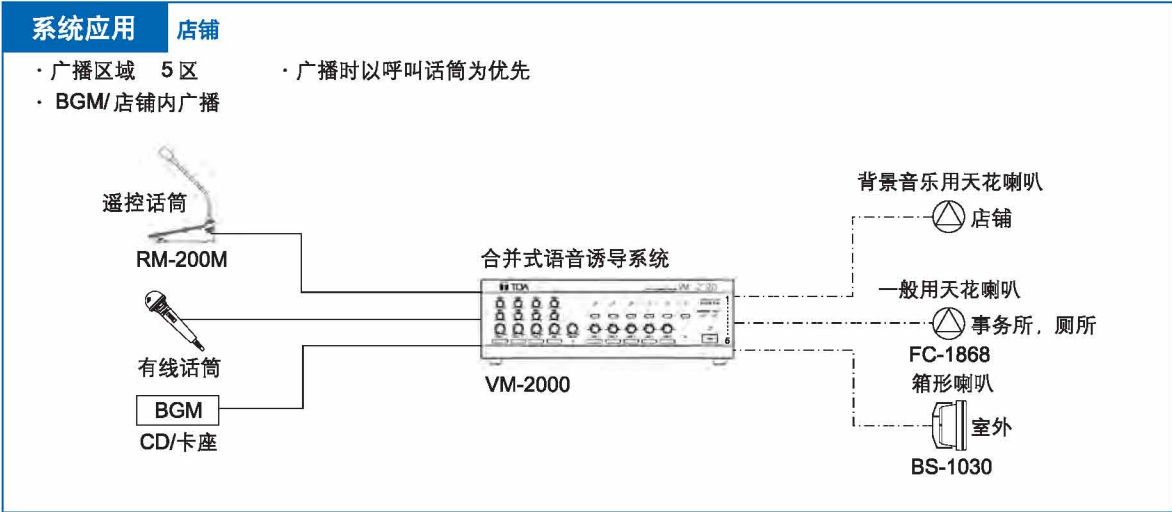 系统应用 店铺
· 广播区域 5区 · 广播时以呼叫话筒为优先
· BGM/店铺内广播
遥控话筒
RM-200M
有线话筒
BGM
CD/卡座
合并式语音诱导系统
TOA
1
6
VM-2000
背景音乐用天花喇叭
店铺
一般用天花喇叭
事务所，厕所
FC-1868
箱形喇叭
室外
BS-1030